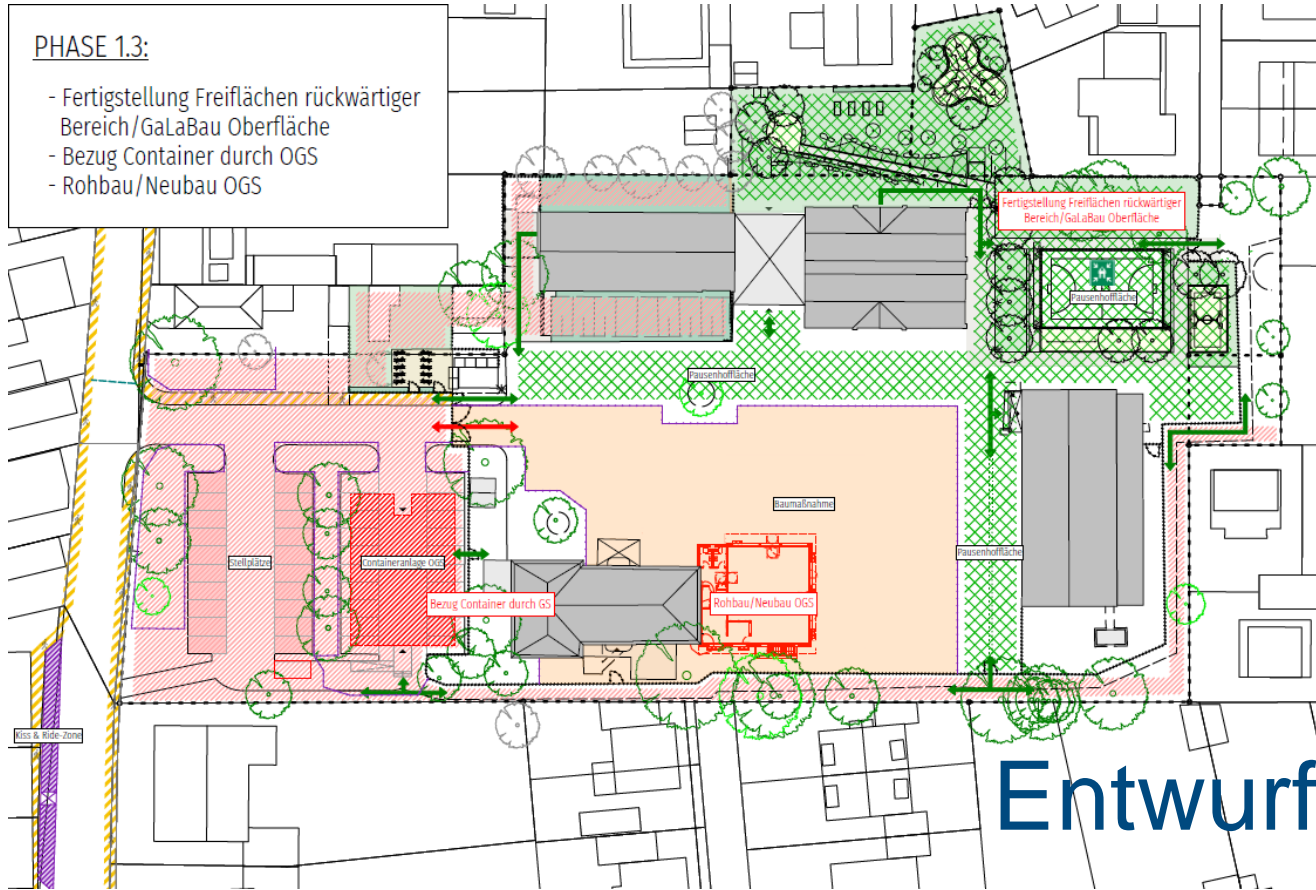 PHASE 1.3:
- Fertigstellung Freiflächen rückwärtiger
Bereich/GaLaBau Oberfläche
- Bezug Container durch OGS
- Rohbau/Neubau OGS
Fertigstellung Freiflächen rückwärtiger
Bereich/GaLaBau Oberfläche
Pausenhoffläche
Pausenhoffläche
Baumaßnahme
Pausenhoffläche
Stellplätze
Containeranlage OGS
Bezug Container durch GS
Rohbau/Neubau OGS
Kiss & Ride-Zone
Entwurf